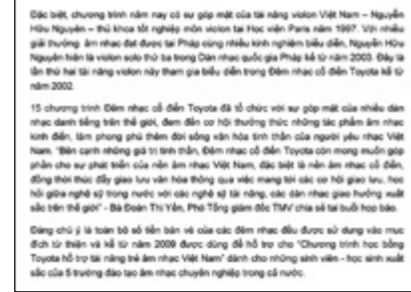 Đặc biệt, chương trình năm nay có sự góp mặt của tài năng violon Việt Nam – Nguyễn
Hữu Nguyên – thủ khoa tốt nghiệp môn violon tại Học viện Paris năm 1997. Với nhiều
giải thưởng âm nhạc đạt được tại Pháp cùng nhiều kinh nghiệm biểu diễn, Nguyễn Hữu
Nguyên hiện là violon solo thứ ba trong Dàn nhạc quốc gia Pháp kể từ năm 2003. Đây là
lần thứ hai tài năng violon này tham gia biểu diễn trong Đêm nhạc cổ điển Toyota kể từ
năm 2002.
15 chương trình Đêm nhạc cổ điển Toyota đã tổ chức với sự góp mặt của nhiều dàn
nhạc danh tiếng trên thế giới, đem đến cơ hội thưởng thức những tác phẩm âm nhạc
kinh điển, làm phong phú thêm đời sống văn hóa tinh thần của người yêu nhạc Việt
Nam. "Bên cạnh những giá trị tinh thần, Đêm nhạc cổ điển Toyota còn mong muốn góp
phần cho sự phát triển của nền âm nhạc Việt Nam, đặc biệt là nền âm nhạc cổ điển,
đồng thời thúc đẩy giao lưu văn hóa thông qua việc mang tới các cơ hội giao lưu, học
hỏi giữa nghệ sỹ trong nước với các nghệ sỹ tài năng, các dàn nhạc giao hưởng xuất
sắc trên thế giới" - Bà Đoàn Thị Yến, Phó Tổng giám đốc TMV chia sẻ tại buổi họp báo.
Đáng chú ý là toàn bộ số tiền bán vé của các đêm nhạc đều được sử dụng vào mục
đích từ thiện và kể từ năm 2009 được dùng để hỗ trợ cho "Chương trình học bổng
Toyota hỗ trợ tài năng trẻ âm nhạc Việt Nam" dành cho những sinh viên - học sinh xuất
sắc của 5 trường đào tạo âm nhạc chuyên nghiệp trong cả nước.